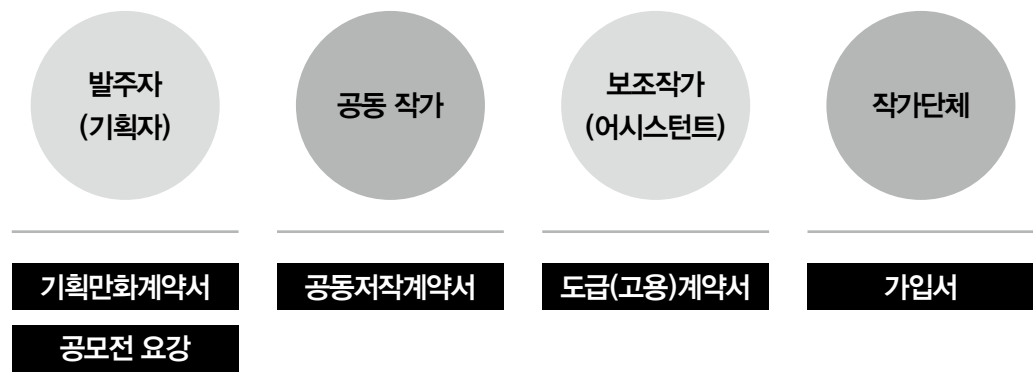 발주자
(기획자)
공동 작가
보조작가
(어시스턴트)
작가단체
기획만화계약서
공동저작계약서
도급(고용)계약서
가입서
공모전 요강